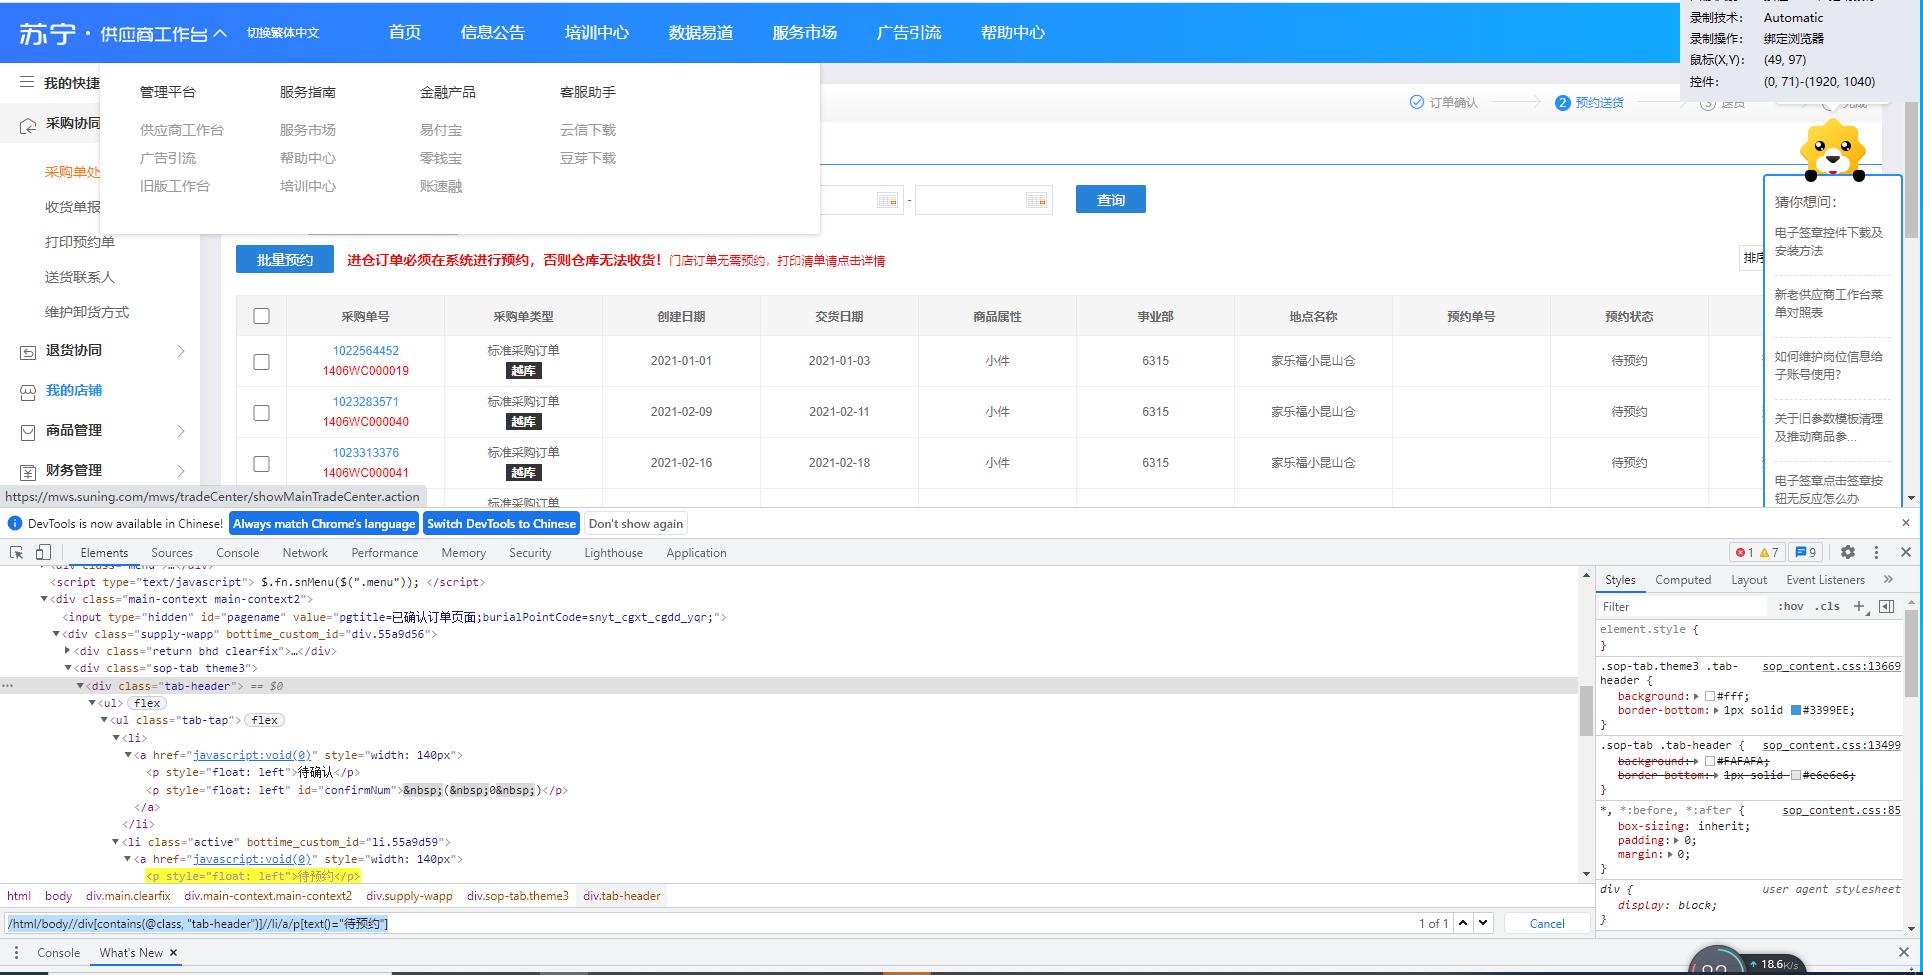 苏宁 · 供应商工作台 切换繁体中文 首页 信息公告 培训中心 数据易道 服务市场 广告引流 帮助中心
录制技术: Automatic
录制操作: 绑定浏览器
鼠标(X,Y): (49, 97)
控件: (0, 71)-(1920, 1040)
我的快捷
管理平台 服务指南 金融产品 客服助手
供应商工作台 服务市场 易付宝 云信下载
广告引流 帮助中心 零钱宝 豆芽下载
旧版工作台 培训中心 账速融
订单确认 2 预约送货 3 送货
采购协同
采购单处
收货单报
打印预约单
送货联系人
维护卸货方式
退货协同
我的店铺
商品管理
财务管理
- 查询
批量预约 进仓订单必须在系统进行预约，否则仓库无法收货！门店订单无需预约，打印清单请点击详情
排序
采购单号 采购单类型 创建日期 交货日期 商品属性 事业部 地点名称 预约单号 预约状态
1022564452 标准采购订单 2021-01-01 2021-01-03 小件 6315 家乐福小昆山仓 待预约
1406WC000019 越库
1023283571 标准采购订单 2021-02-09 2021-02-11 小件 6315 家乐福小昆山仓 待预约
1406WC000040 越库
1023313376 标准采购订单 2021-02-16 2021-02-18 小件 6315 家乐福小昆山仓 待预约
1406WC000041 越库
标准采购订单
猜你想问：
电子签章控件下载及
安装方法
新老供应商工作台菜
单对照表
如何维护岗位信息给
子账号使用?
关于旧参数模板清理
及推动商品参...
电子签章点击签章按
钮无反应怎么办
https://mws.suning.com/mws/tradeCenter/showMainTradeCenter.action
DevTools is now available in Chinese! Always match Chrome's language Switch DevTools to Chinese Don't show again
Elements Sources Console Network Performance Memory Security Lighthouse Application 1 7 9
<script type="text/javascript"> $.fn.snMenu($(".menu")); </script>
<div class="main-context main-context2">
<input type="hidden" id="pagename" value="pgtitle=已确认订单页面;burialPointCode=snyt_cgxt_cgdd_yqr;">
<div class="supply-wapp" bottime_custom_id="div.55a9d56">
<div class="return bhd clearfix">…</div>
<div class="sop-tab theme3">
<div class="tab-header"> == $0
<ul> flex
<ul class="tab-tap"> flex
<li>
<a href="javascript:void(0)" style="width: 140px">
<p style="float: left">待确认</p>
<p style="float: left" id="confirmNum">&nbsp;(&nbsp;0&nbsp;)</p>
</a>
</li>
<li class="active" bottime_custom_id="li.55a9d59">
<a href="javascript:void(0)" style="width: 140px">
<p style="float: left">待预约</p>
html body div.main.clearfix div.main-context.main-context2 div.supply-wapp div.sop-tab.theme3 div.tab-header
/html/body//div[contains(@class, "tab-header")]//li/a/p[text()="待预约"] 1 of 1 Cancel
Styles Computed Layout Event Listeners »
Filter :hov .cls +
element.style {
}
.sop-tab.theme3 .tab- sop_content.css:13669
header {
background: #fff;
border-bottom: 1px solid #3399EE;
}
.sop-tab .tab-header { sop_content.css:13499
background: #FAFAFA;
border-bottom: 1px solid #e6e6e6;
}
*, *:before, *:after { sop_content.css:85
box-sizing: inherit;
padding: 0;
margin: 0;
}
div { user agent stylesheet
display: block;
}
Console What's New ×
18.6K/s